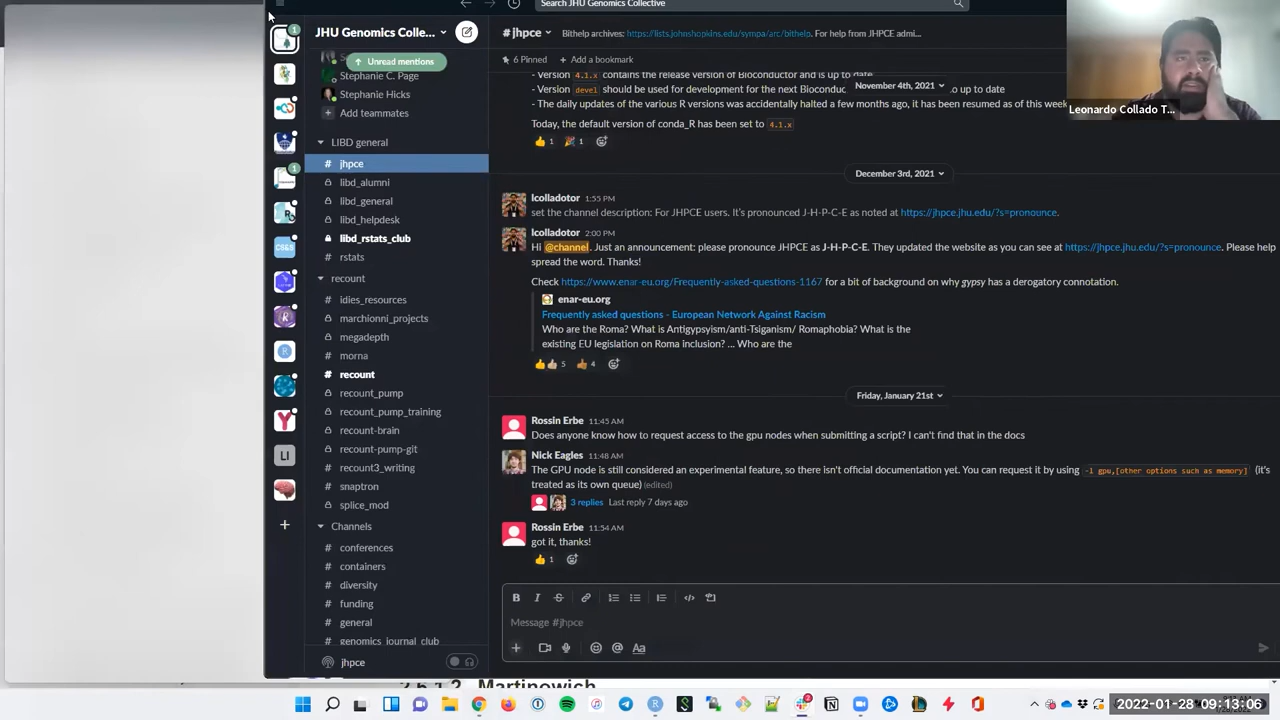 Search JHU Genomics Collective
1
JHU Genomics Collec...
#jhpce
Bithelp archives: https://lists.johnshopkins.edu/sympa/arc/bithelp. For help from JHPCE admi...
Unread mentions
6 Pinned
Add a bookmark
Stephanie C. Page
Stephanie Hicks
Add teammates
LIBD general
# jhpce
libd_alumni
libd_general
libd_helpdesk
libd_rstats_club
# rstats
recount
# idies_resources
# marchionni_projects
# megadepth
# morna
# recount
recount_pump
# recount_pump_training
recount-brain
recount-pump-git
# recount3_writing
# snaptron
splice_mod
Channels
# conferences
# containers
# diversity
# funding
# general
# genomics_journal_club
jhpce
1
CS&S
R
Y
LI
- Version 4.1.x contains the release version of Bioconductor and is up to date
November 4th, 2021
- Version devel should be used for development for the next Bioconduc
o up to date
- The daily updates of the various R versions was accidentally halted a few months ago, it has been resumed as of this week
Today, the default version of conda_R has been set to 4.1.x
1 1
December 3rd, 2021
lcolladotor 1:55 PM
set the channel description: For JHPCE users. It's pronounced J-H-P-C-E as noted at https://jhpce.jhu.edu/?s=pronounce.
lcolladotor 2:00 PM
Hi @channel. Just an announcement: please pronounce JHPCE as J-H-P-C-E. They updated the website as you can see at https://jhpce.jhu.edu/?s=pronounce. Please help
spread the word. Thanks!
Check https://www.enar-eu.org/Frequently-asked-questions-1167 for a bit of background on why gypsy has a derogatory connotation.
enar-eu.org
Frequently asked questions - European Network Against Racism
Who are the Roma? What is Antigypsyism/anti-Tsiganism/ Romaphobia? What is the
existing EU legislation on Roma inclusion? ... Who are the
5 4
Friday, January 21st
Rossin Erbe 11:45 AM
Does anyone know how to request access to the gpu nodes when submitting a script? I can't find that in the docs
Nick Eagles 11:48 AM
The GPU node is still considered an experimental feature, so there isn't official documentation yet. You can request it by using -l gpu,[other options such as memory] (it's
treated as its own queue) (edited)
3 replies Last reply 7 days ago
Rossin Erbe 11:54 AM
got it, thanks!
1
B I S
Message #jhpce
Aa
Leonardo Collado T...
Martinowich
2022-01-28 09:13:06